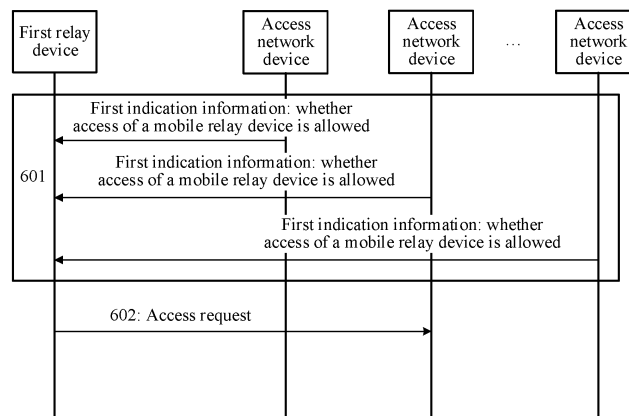 First relay
device
Access
network
device
Access
network
device
...
Access
network
device
First indication information: whether
access of a mobile relay device is allowed
601
First indication information: whether
access of a mobile relay device is allowed
First indication information: whether
access of a mobile relay device is allowed
602: Access request